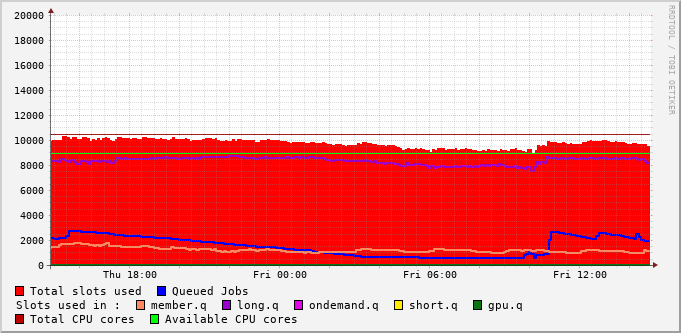 RRDTOOL / TOBI OETIKER
20000
18000
16000
14000
12000
10000
8000
6000
4000
2000
0
Thu 18:00 Fri 00:00 Fri 06:00 Fri 12:00
Total slots used Queued Jobs
Slots used in : member.q long.q ondemand.q short.q gpu.q
Total CPU cores Available CPU cores